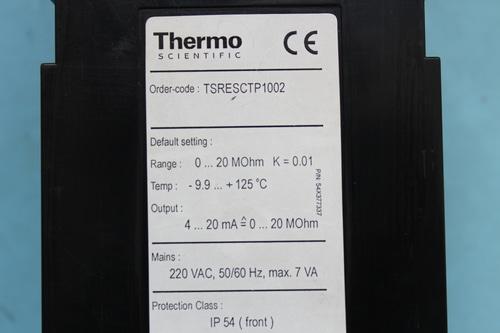 Thermo
SCIENTIFIC
CE
Order-code : TSRESCTP1002
Default setting :
Range : 0 ... 20 MOhm K = 0.01
Temp : - 9.9 ... + 125 °C
Output :
4 ... 20 mA ≙ 0 ... 20 MOhm
P/N: 54X377337
Mains :
220 VAC, 50/60 Hz, max. 7 VA
Protection Class :
IP 54 ( front )